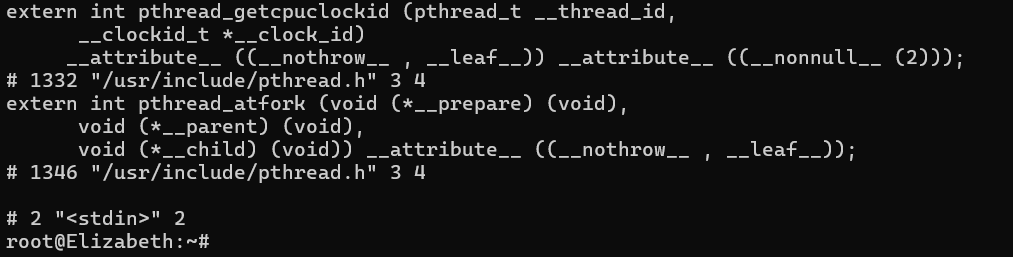 extern int pthread_getcpuclockid (pthread_t __thread_id,
      __clockid_t *__clock_id)
     __attribute__ ((__nothrow__ , __leaf__)) __attribute__ ((__nonnull__ (2)));
# 1332 "/usr/include/pthread.h" 3 4
extern int pthread_atfork (void (*__prepare) (void),
      void (*__parent) (void),
      void (*__child) (void)) __attribute__ ((__nothrow__ , __leaf__));
# 1346 "/usr/include/pthread.h" 3 4

# 2 "<stdin>" 2
root@Elizabeth:~#